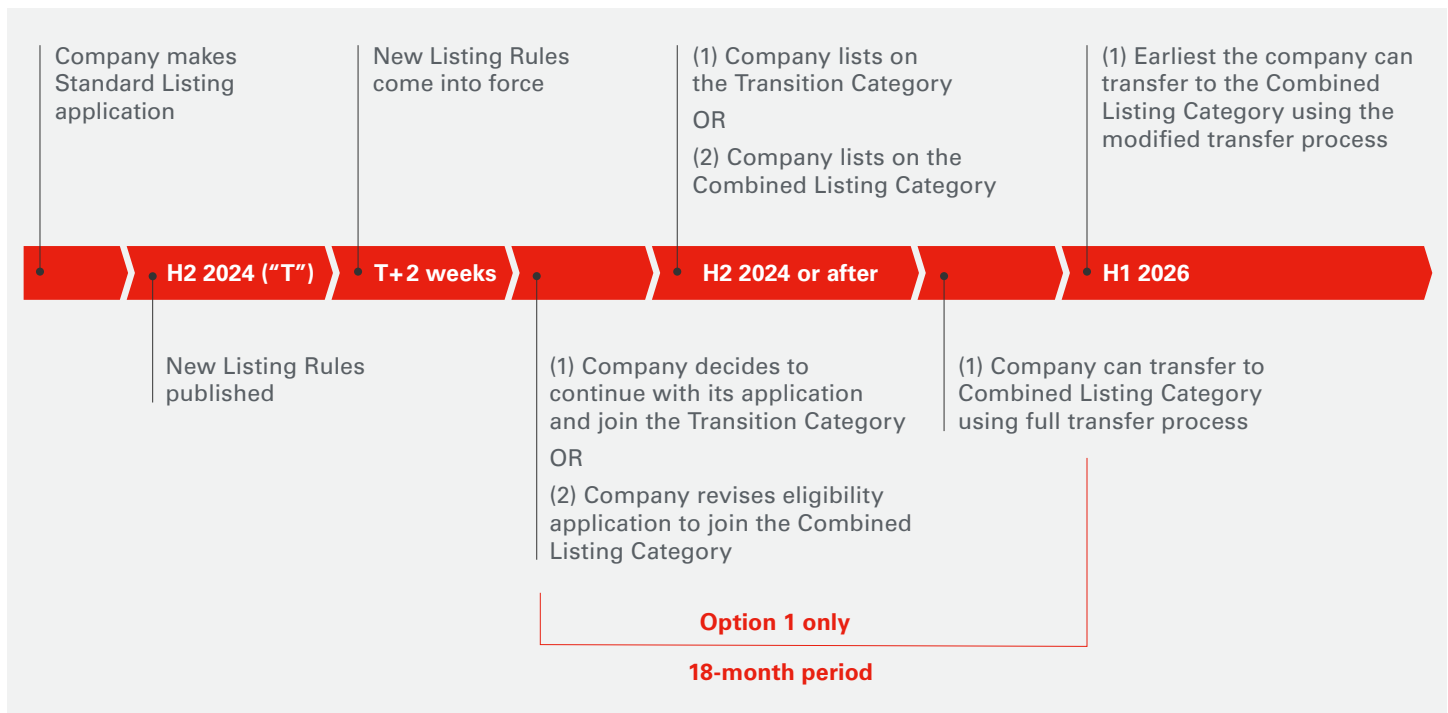 Company makes
Standard Listing
application
New Listing Rules
come into force
(1) Company lists on
the Transition Category
OR
(2) Company lists on the
Combined Listing Category
(1) Earliest the company can
transfer to the Combined
Listing Category using the
modified transfer process
H2 2024 (“T”)
T+2 weeks
H2 2024 or after
H1 2026
New Listing Rules
published
(1) Company decides to
continue with its application
and join the Transition Category
OR
(2) Company revises eligibility
application to join the Combined
Listing Category
(1) Company can transfer to
Combined Listing Category
using full transfer process
Option 1 only
18-month period